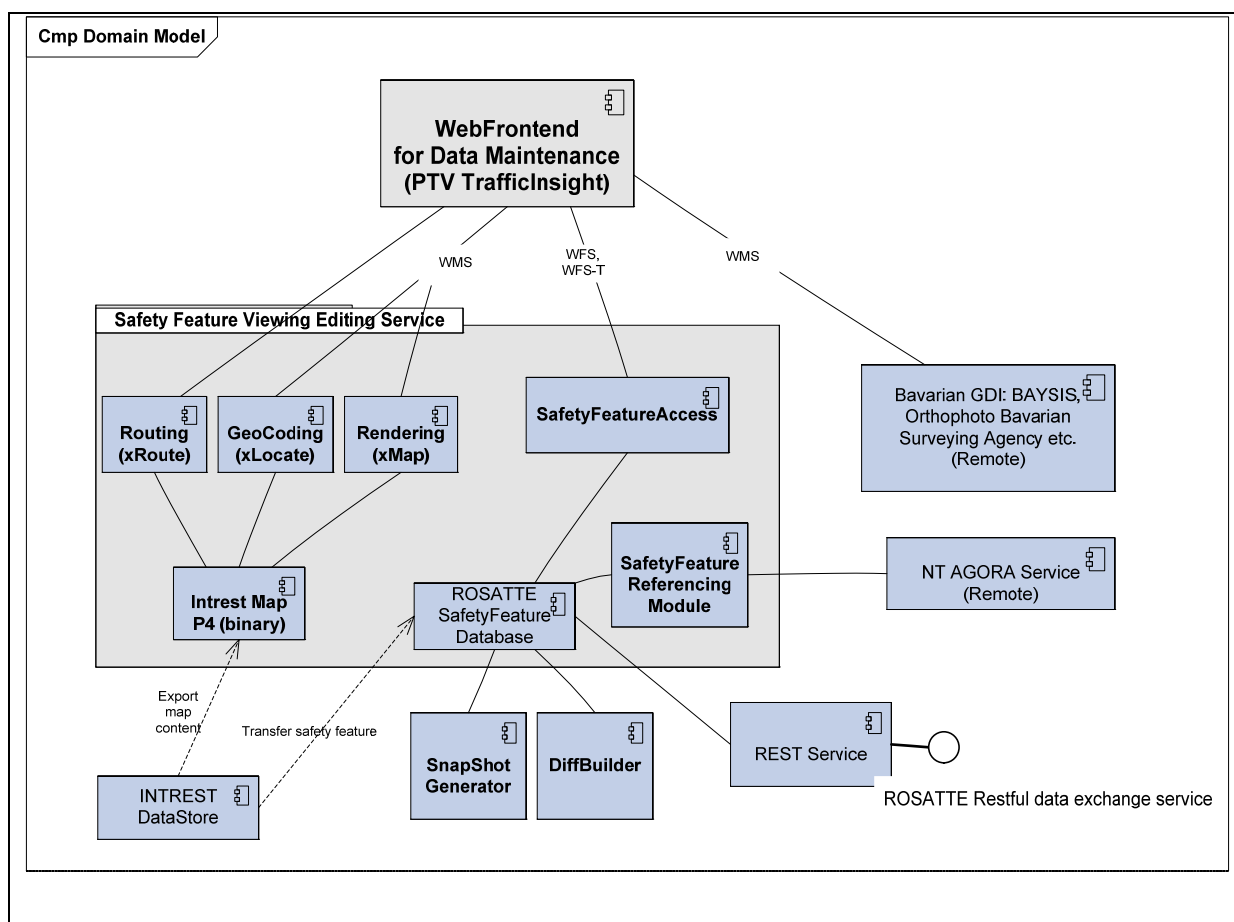 Cmp Domain Model
WebFrontend
for Data Maintenance
(PTV TrafficInsight)
WMS
WFS,
WFS-T
WMS
Safety Feature Viewing Editing Service
Routing
(xRoute)
GeoCoding
(xLocate)
Rendering
(xMap)
SafetyFeatureAccess
Bavarian GDI: BAYSIS,
Orthophoto Bavarian
Surveying Agency etc.
(Remote)
Intrest Map
P4 (binary)
ROSATTE
SafetyFeature
Database
SafetyFeature
Referencing
Module
NT AGORA Service
(Remote)
Export
map
content
Transfer safety feature
INTREST
DataStore
SnapShot
Generator
DiffBuilder
REST Service
ROSATTE Restful data exchange service